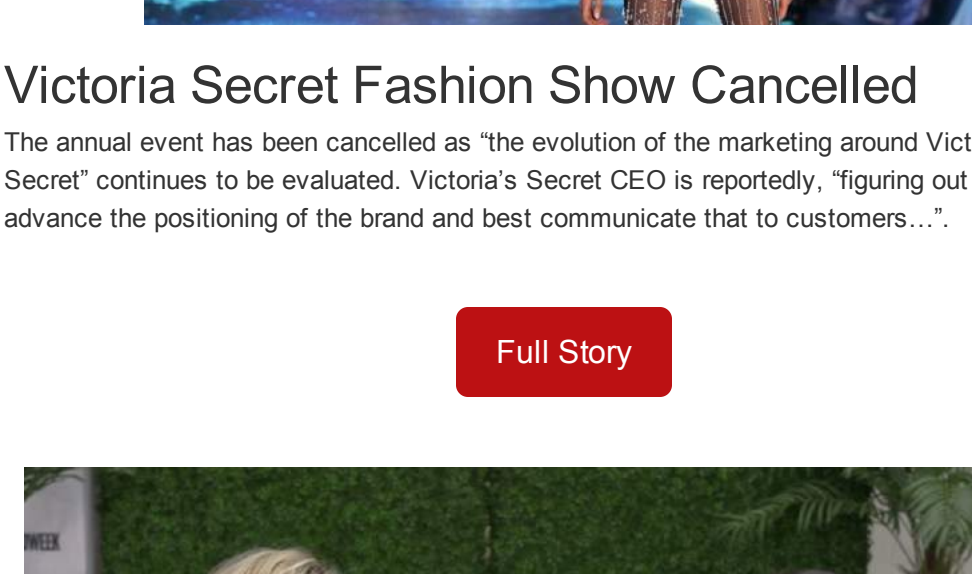 Victoria Secret Fashion Show Cancelled
The annual event has been cancelled as “the evolution of the marketing around Vict
Secret” continues to be evaluated. Victoria’s Secret CEO is reportedly, “figuring out
advance the positioning of the brand and best communicate that to customers…”.
Full Story
WEEK